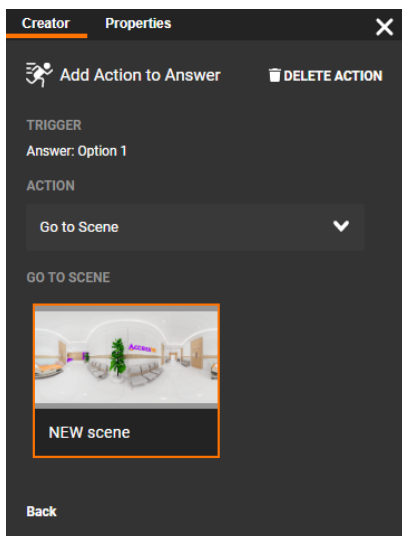 Creator Properties
Add Action to Answer DELETE ACTION
TRIGGER
Answer: Option 1
ACTION
Go to Scene
GO TO SCENE
NEW scene
Back